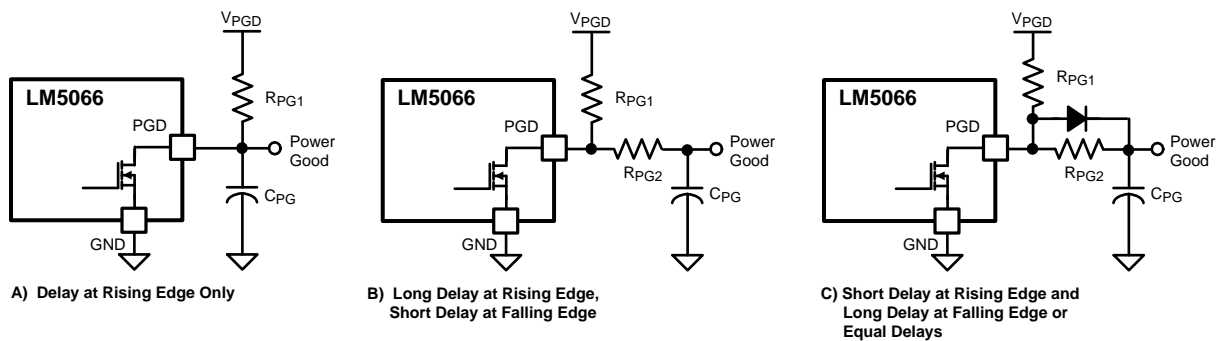 VPGD
LM5066
RPG1
PGD
Power
Good
CPG
GND
A) Delay at Rising Edge Only
VPGD
LM5066
RPG1
PGD
RPG2
Power
Good
CPG
GND
B) Long Delay at Rising Edge,
Short Delay at Falling Edge
VPGD
LM5066
RPG1
PGD
RPG2
Power
Good
CPG
GND
C) Short Delay at Rising Edge and
Long Delay at Falling Edge or
Equal Delays